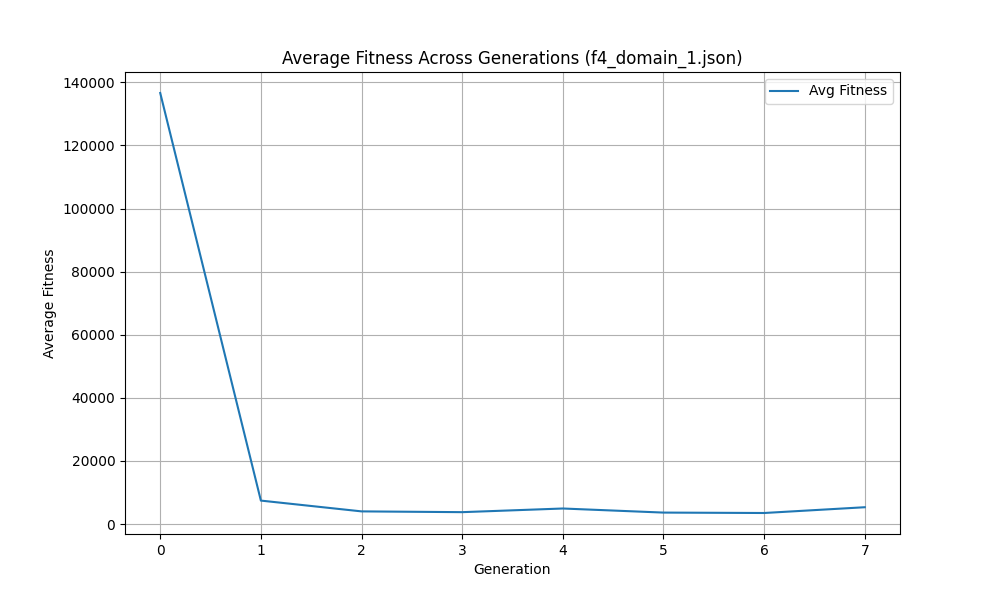 Average Fitness Across Generations (f4_domain_1.json)
Avg Fitness
140000
120000
100000
80000
60000
40000
20000
0
Average Fitness
0 1 2 3 4 5 6 7
Generation